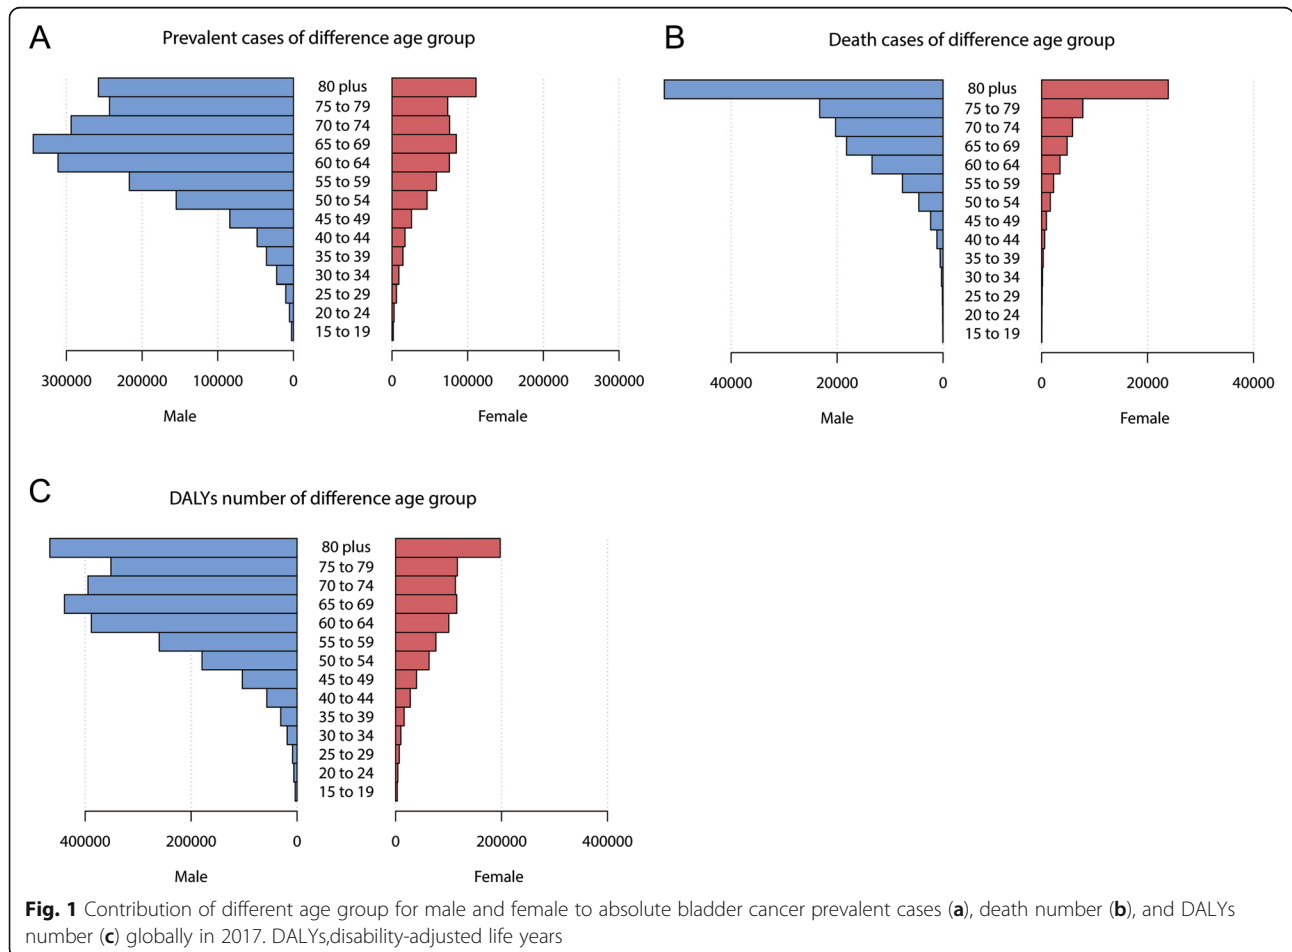 A
Prevalent cases of difference age group
80 plus
75 to 79
70 to 74
65 to 69
60 to 64
55 to 59
50 to 54
45 to 49
40 to 44
35 to 39
30 to 34
25 to 29
20 to 24
15 to 19
300000 200000 100000 0 0 100000 200000 300000
Male Female
B
Death cases of difference age group
80 plus
75 to 79
70 to 74
65 to 69
60 to 64
55 to 59
50 to 54
45 to 49
40 to 44
35 to 39
30 to 34
25 to 29
20 to 24
15 to 19
40000 20000 0 0 20000 40000
Male Female
C
DALYs number of difference age group
80 plus
75 to 79
70 to 74
65 to 69
60 to 64
55 to 59
50 to 54
45 to 49
40 to 44
35 to 39
30 to 34
25 to 29
20 to 24
15 to 19
400000 200000 0 0 200000 400000
Male Female
Fig. 1 Contribution of different age group for male and female to absolute bladder cancer prevalent cases (a), death number (b), and DALYs
number (c) globally in 2017. DALYs,disability-adjusted life years